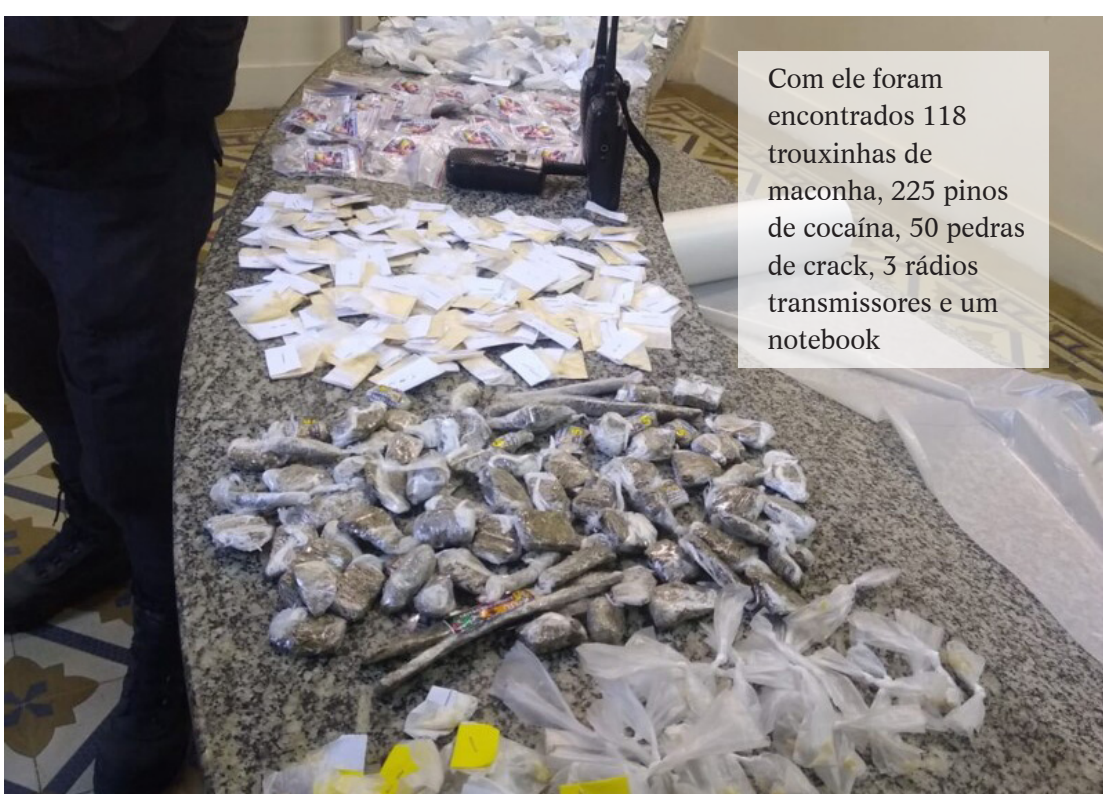 Com ele foram
encontrados 118
trouxinhas de
maconha, 225 pinos
de cocaína, 50 pedras
de crack, 3 rádios
transmissores e um
notebook